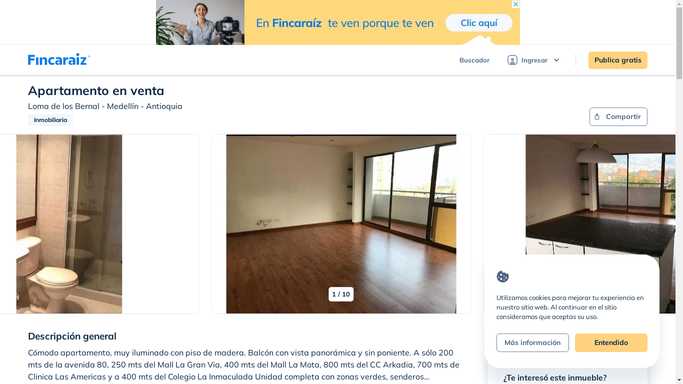 En Fincaraíz te ven porque te ven
Clic aquí
Fincaraiz
Buscador
Ingresar
Publica gratis
Apartamento en venta
Loma de los Bernal - Medellín - Antioquia
Inmobiliaria
Compartir
1 / 10
Utilizamos cookies para mejorar tu experiencia en
nuestro sitio web. Al continuar en el sitio
consideramos que aceptas su uso.
Más información
Entendido
Descripción general
Cómodo apartamento, muy iluminado con piso de madera. Balcón con vista panorámica y sin poniente. A sólo 200
mts de la avenida 80, 250 mts del Mall La Gran Via, 400 mts del Mall La Mata, 800 mts del CC Arkadia, 700 mts de
Clinica Las Americas y a 400 mts del Colegio La Inmaculada Unidad completa con zonas verdes, senderos...
¿Te interesó este inmueble?